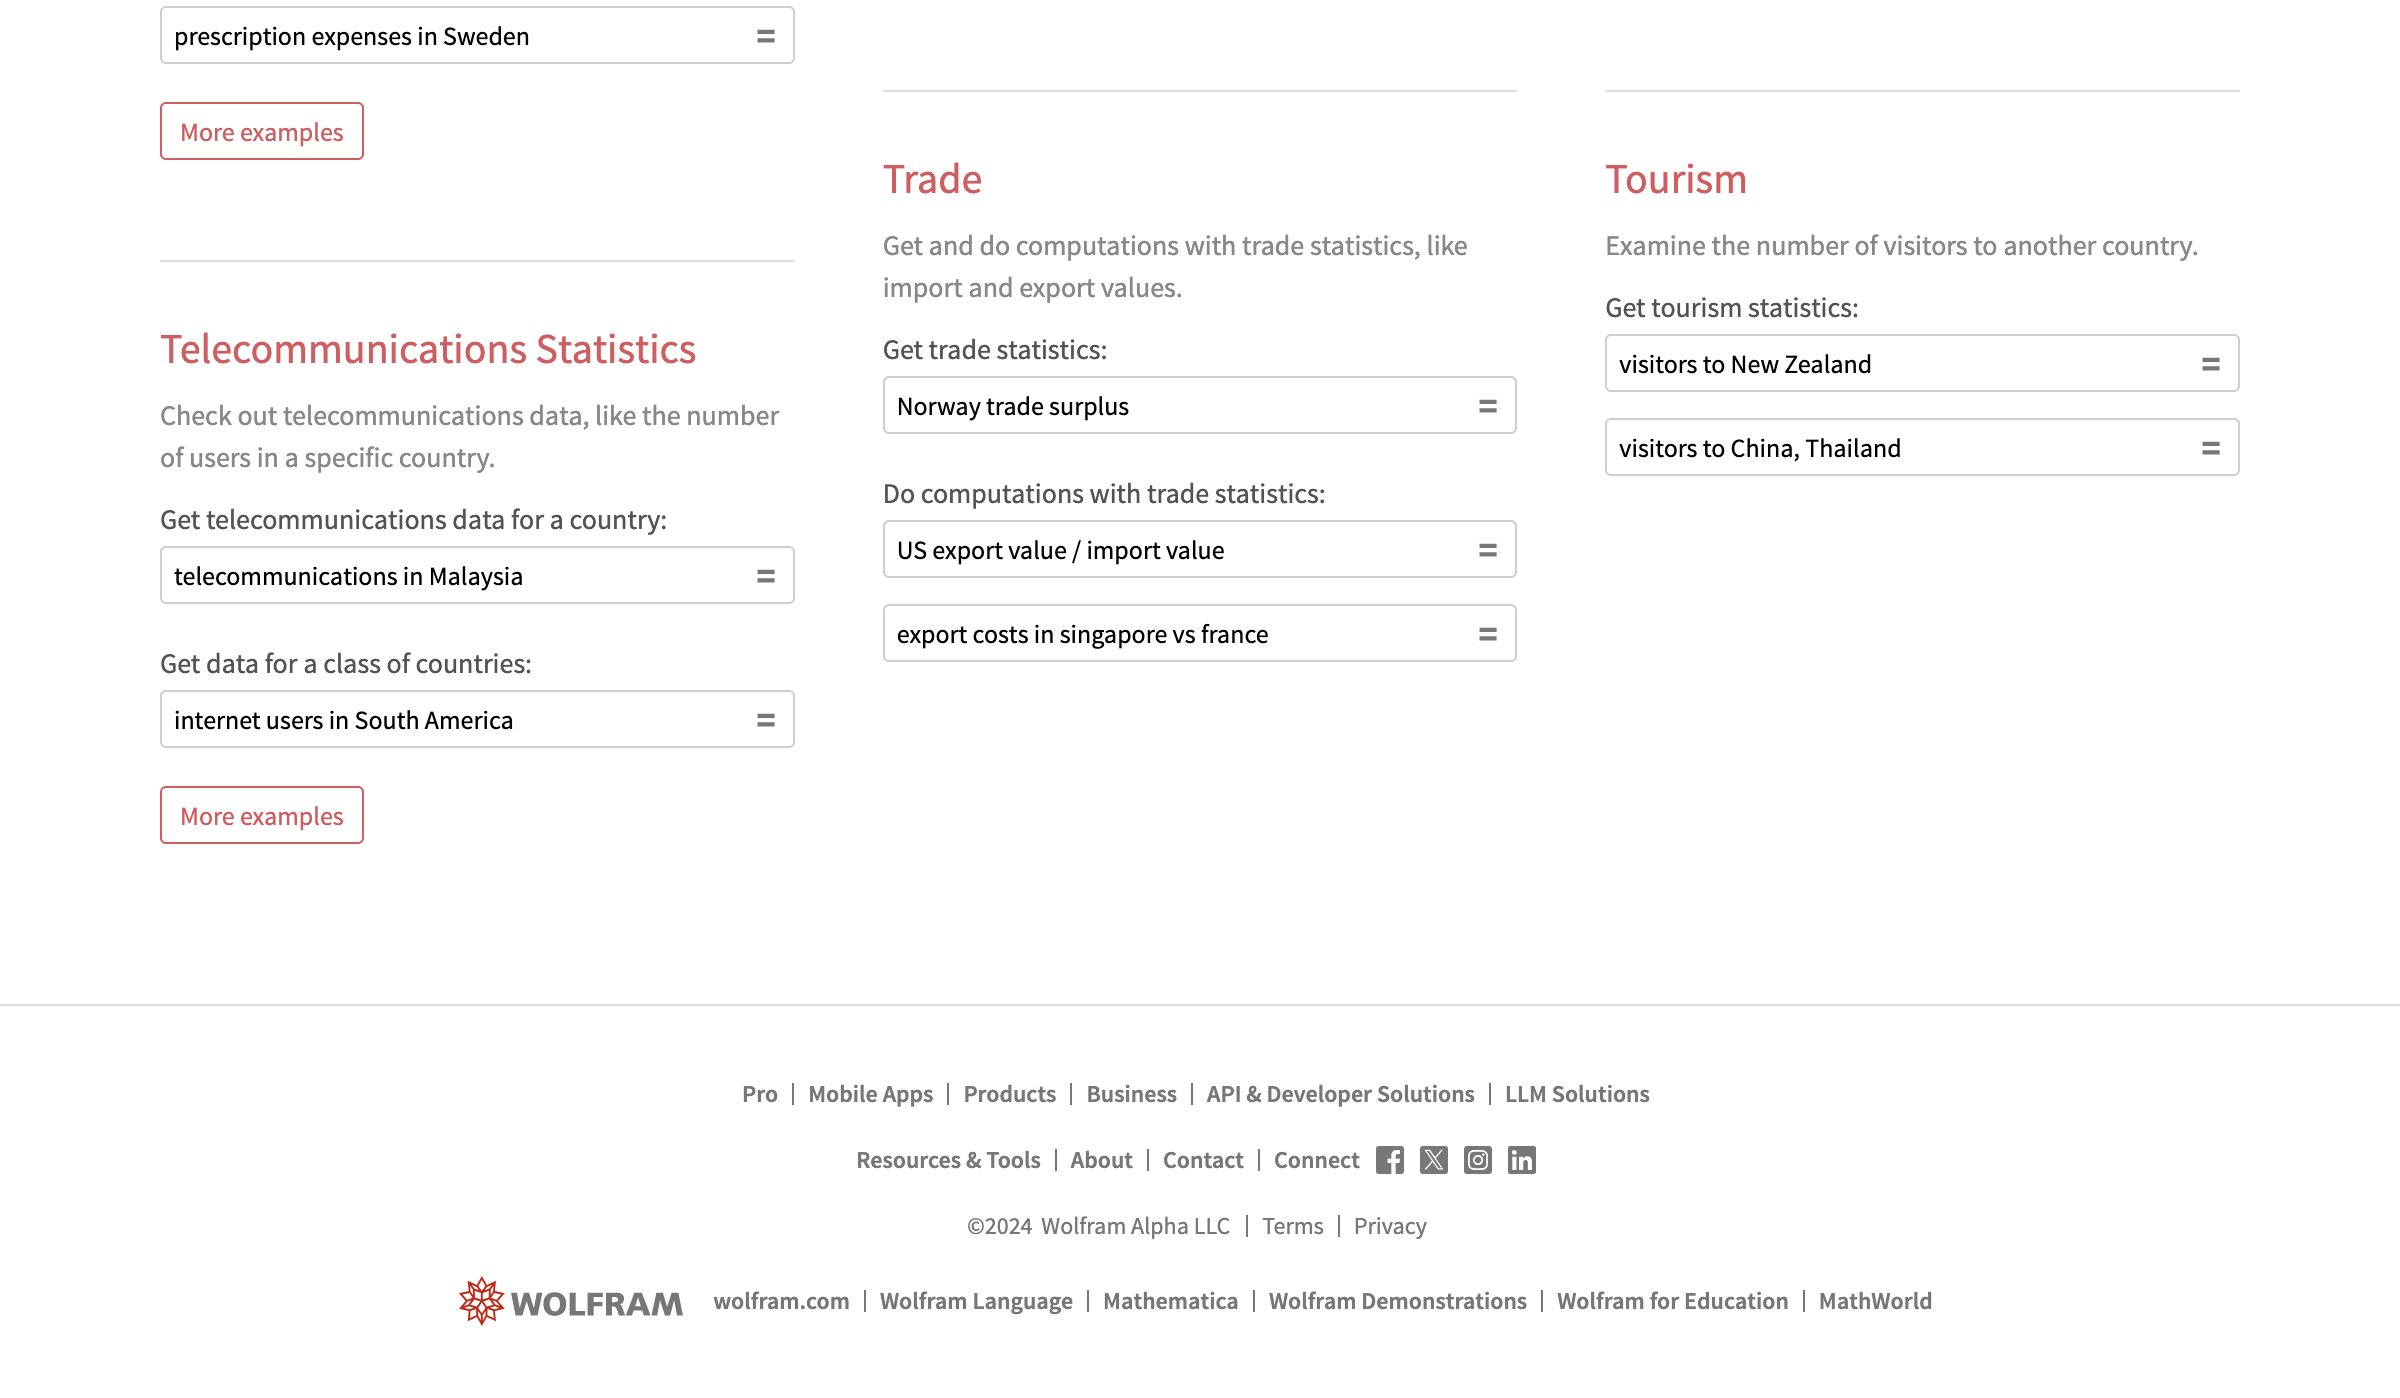 prescription expenses in Sweden =
More examples
Telecommunications Statistics
Check out telecommunications data, like the number
of users in a specific country.
Get telecommunications data for a country:
telecommunications in Malaysia =
Get data for a class of countries:
internet users in South America =
More examples
Trade
Get and do computations with trade statistics, like
import and export values.
Get trade statistics:
Norway trade surplus =
Do computations with trade statistics:
US export value / import value =
export costs in singapore vs france =
Tourism
Examine the number of visitors to another country.
Get tourism statistics:
visitors to New Zealand =
visitors to China, Thailand =
Pro | Mobile Apps | Products | Business | API & Developer Solutions | LLM Solutions
Resources & Tools | About | Contact | Connect
©2024 Wolfram Alpha LLC | Terms | Privacy
WOLFRAM wolfram.com | Wolfram Language | Mathematica | Wolfram Demonstrations | Wolfram for Education | MathWorld